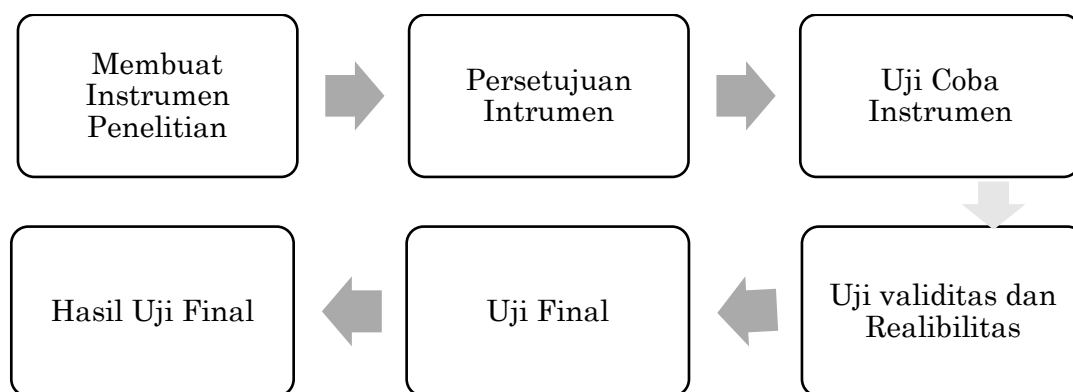 Membuat
Instrumen
Penelitian
Persetujuan
Intrumen
Uji Coba
Instrumen
Uji validitas dan
Realibilitas
Uji Final
Hasil Uji Final